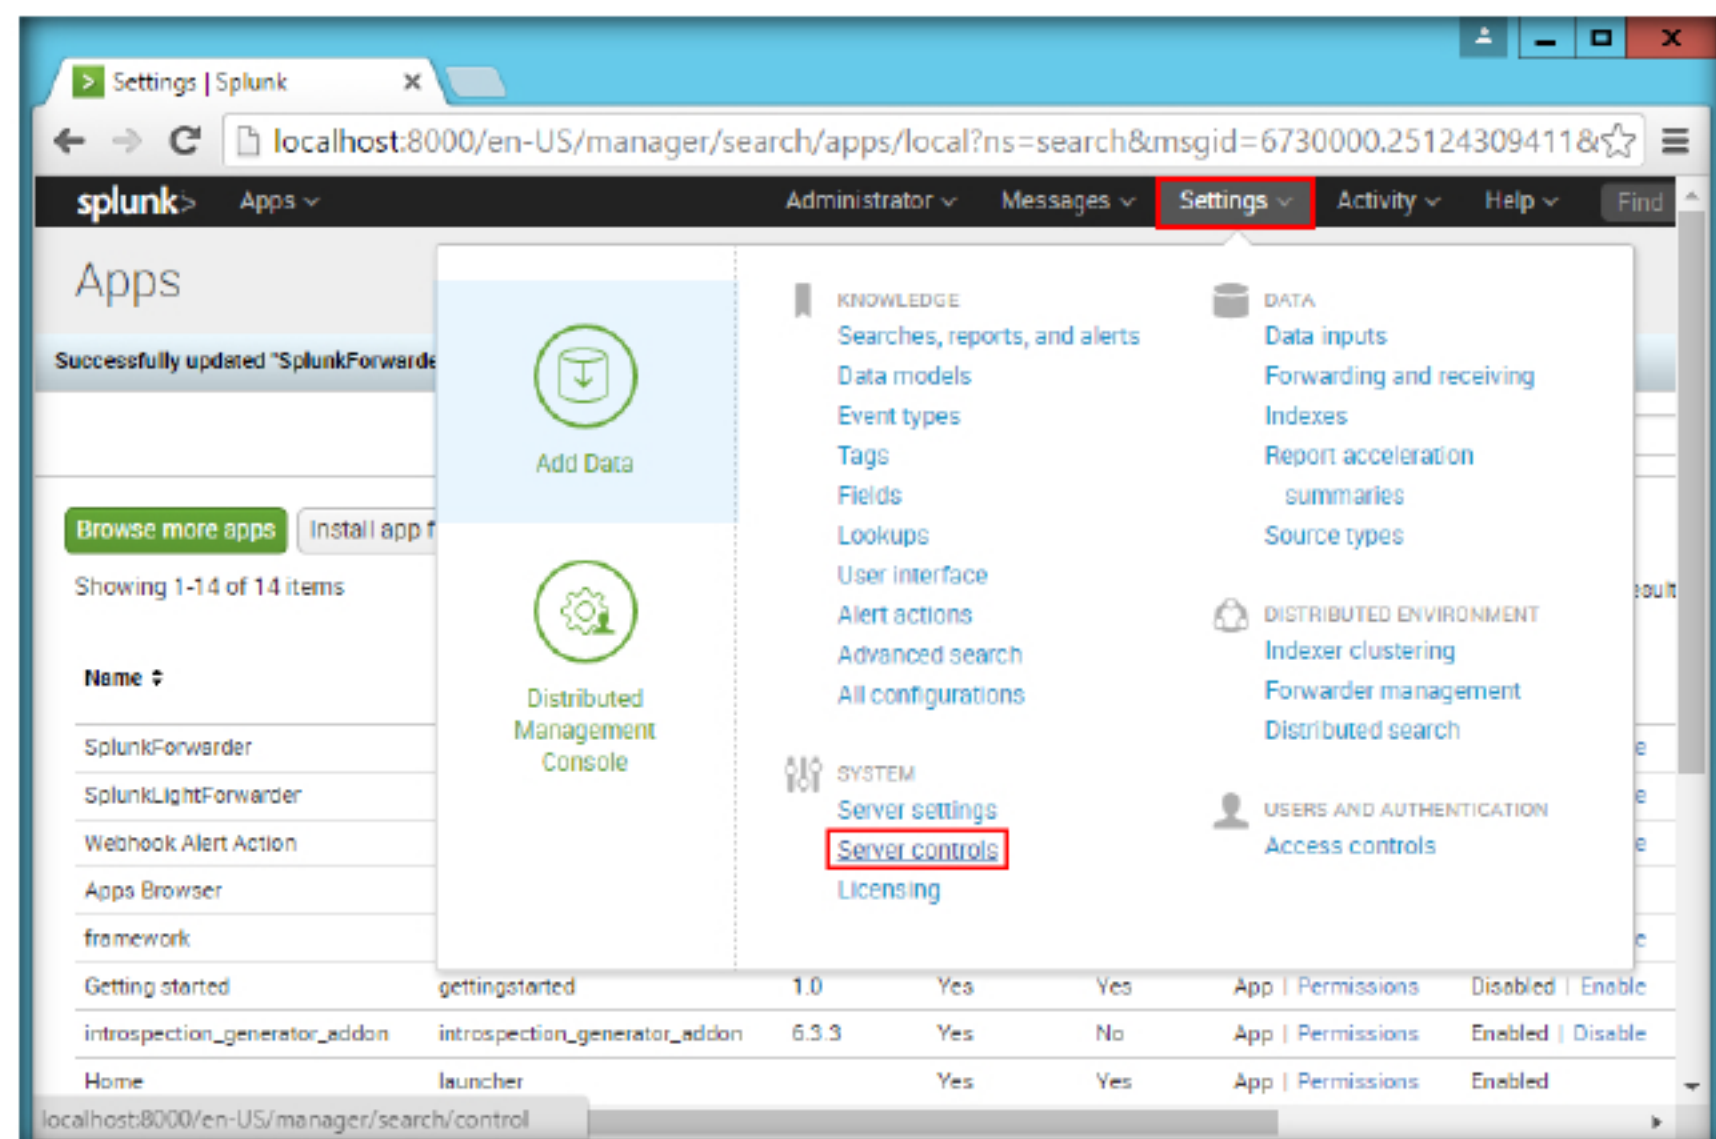 Settings | Splunk
localhost:8000/en-US/manager/search/apps/local?ns=search&msgid=6730000.25124309411&
splunk> Apps Administrator Messages Settings Activity Help Find
Apps
Successfully updated "SplunkForwarde
Browse more apps Install app f
Showing 1-14 of 14 items
Name
SplunkForwarder
SplunkLightForwarder
Webhook Alert Action
Apps Browser
framework
Add Data
Distributed
Management
Console
KNOWLEDGE
Searches, reports, and alerts
Data models
Event types
Tags
Fields
Lookups
User interface
Alert actions
Advanced search
All configurations
SYSTEM
Server settings
Server controls
Licensing
DATA
Data inputs
Forwarding and receiving
Indexes
Report acceleration
summaries
Source types
DISTRIBUTED ENVIRONMENT
Indexer clustering
Forwarder management
Distributed search
USERS AND AUTHENTICATION
Access controls
Getting started gettingstarted 1.0 Yes Yes App | Permissions Disabled | Enable
introspection_generator_addon introspection_generator_addon 6.3.3 Yes No App | Permissions Enabled | Disable
Home launcher Yes Yes App | Permissions Enabled
localhost:8000/en-US/manager/search/control